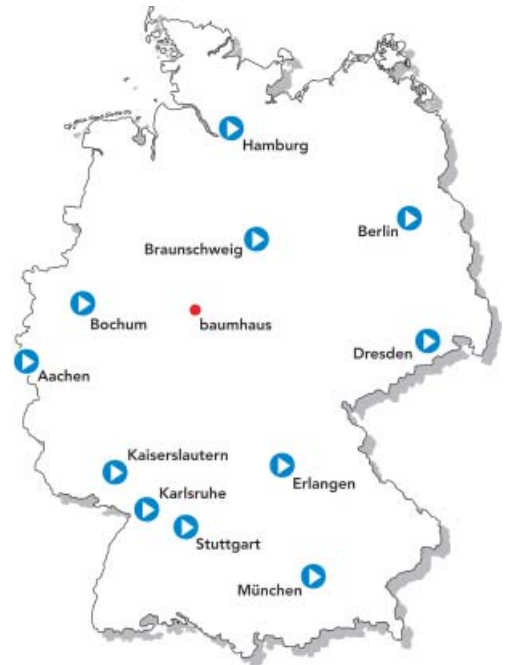 Hamburg
Berlin
Braunschweig
Bochum
baumhaus
Dresden
Aachen
Kaiserslautern
Erlangen
Karlsruhe
Stuttgart
München